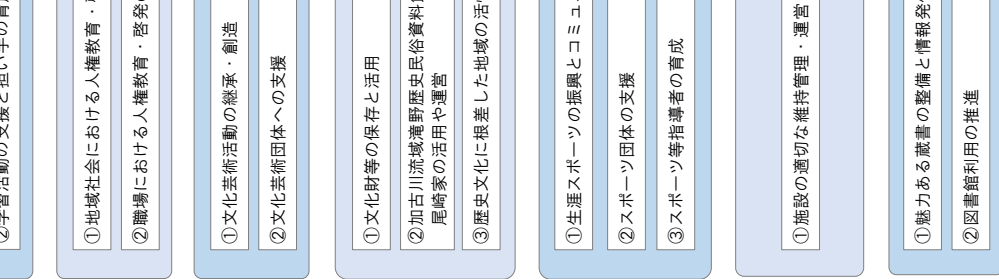 ②学習活動の支援と担い手の育
①地域社会における人権教育・
②職場における人権教育・啓発
①文化芸術活動の継承・創造
②文化芸術団体への支援
①文化財等の保存と活用
②加古川流域滝野歴史民俗資料
尾崎家の活用や運営
③歴史文化に根差した地域の活
①生涯スポーツの振興とコミュ
②スポーツ団体の支援
③スポーツ等指導者の育成
①施設の適切な維持管理・運営
①魅力ある蔵書の整備と情報発
②図書館利用の推進